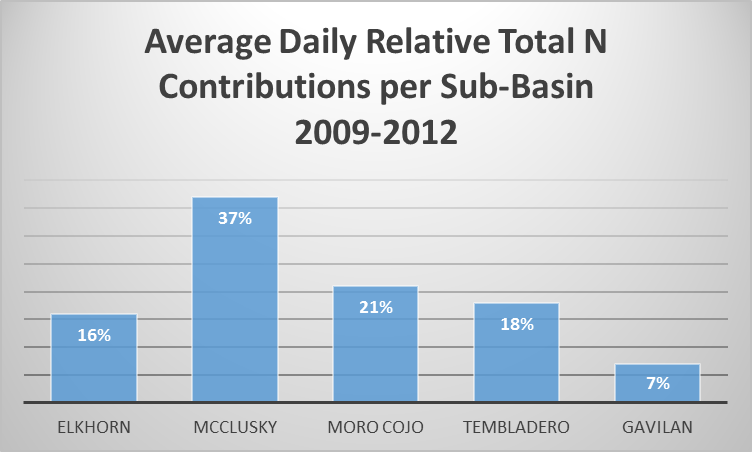 Average Daily Relative Total N
Contributions per Sub-Basin
2009-2012
37%
21%
18%
16%
7%
ELKHORN MCCLUSKY MORO COJO TEMBLADERO GAVILAN